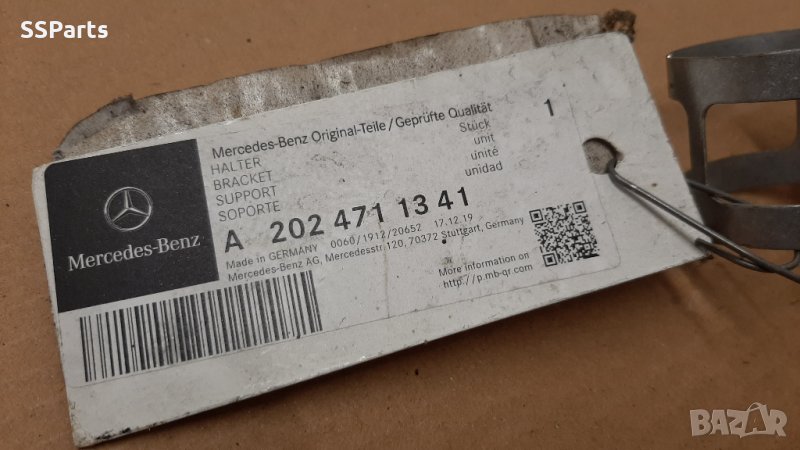 SSParts
Mercedes-Benz
Mercedes-Benz Original-Teile/Geprüfte Qualität
HALTER
BRACKET
SUPPORT
SOPORTE
1
Stück
unit
unité
unidad
A 202 471 13 41
Made in GERMANY 0060/1912/20652 17.12.19
Mercedes-Benz AG, Mercedesstr.120, 70372 Stuttgart, Germany
More information on
http://p.mb-qr.com
BAZAR